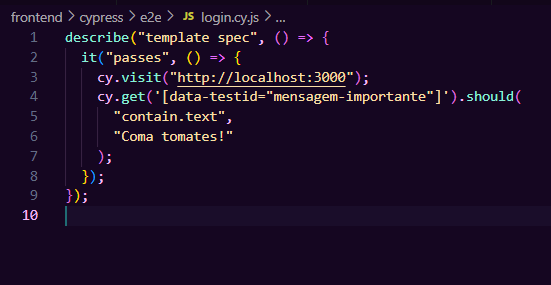 frontend > cypress > e2e > JS login.cy.js > ...
1 describe("template spec", () => {
2 it("passes", () => {
3 cy.visit("http://localhost:3000");
4 cy.get('[data-testid="mensagem-importante"]').should(
5 "contain.text",
6 "Coma tomates!"
7 );
8 });
9 });
10